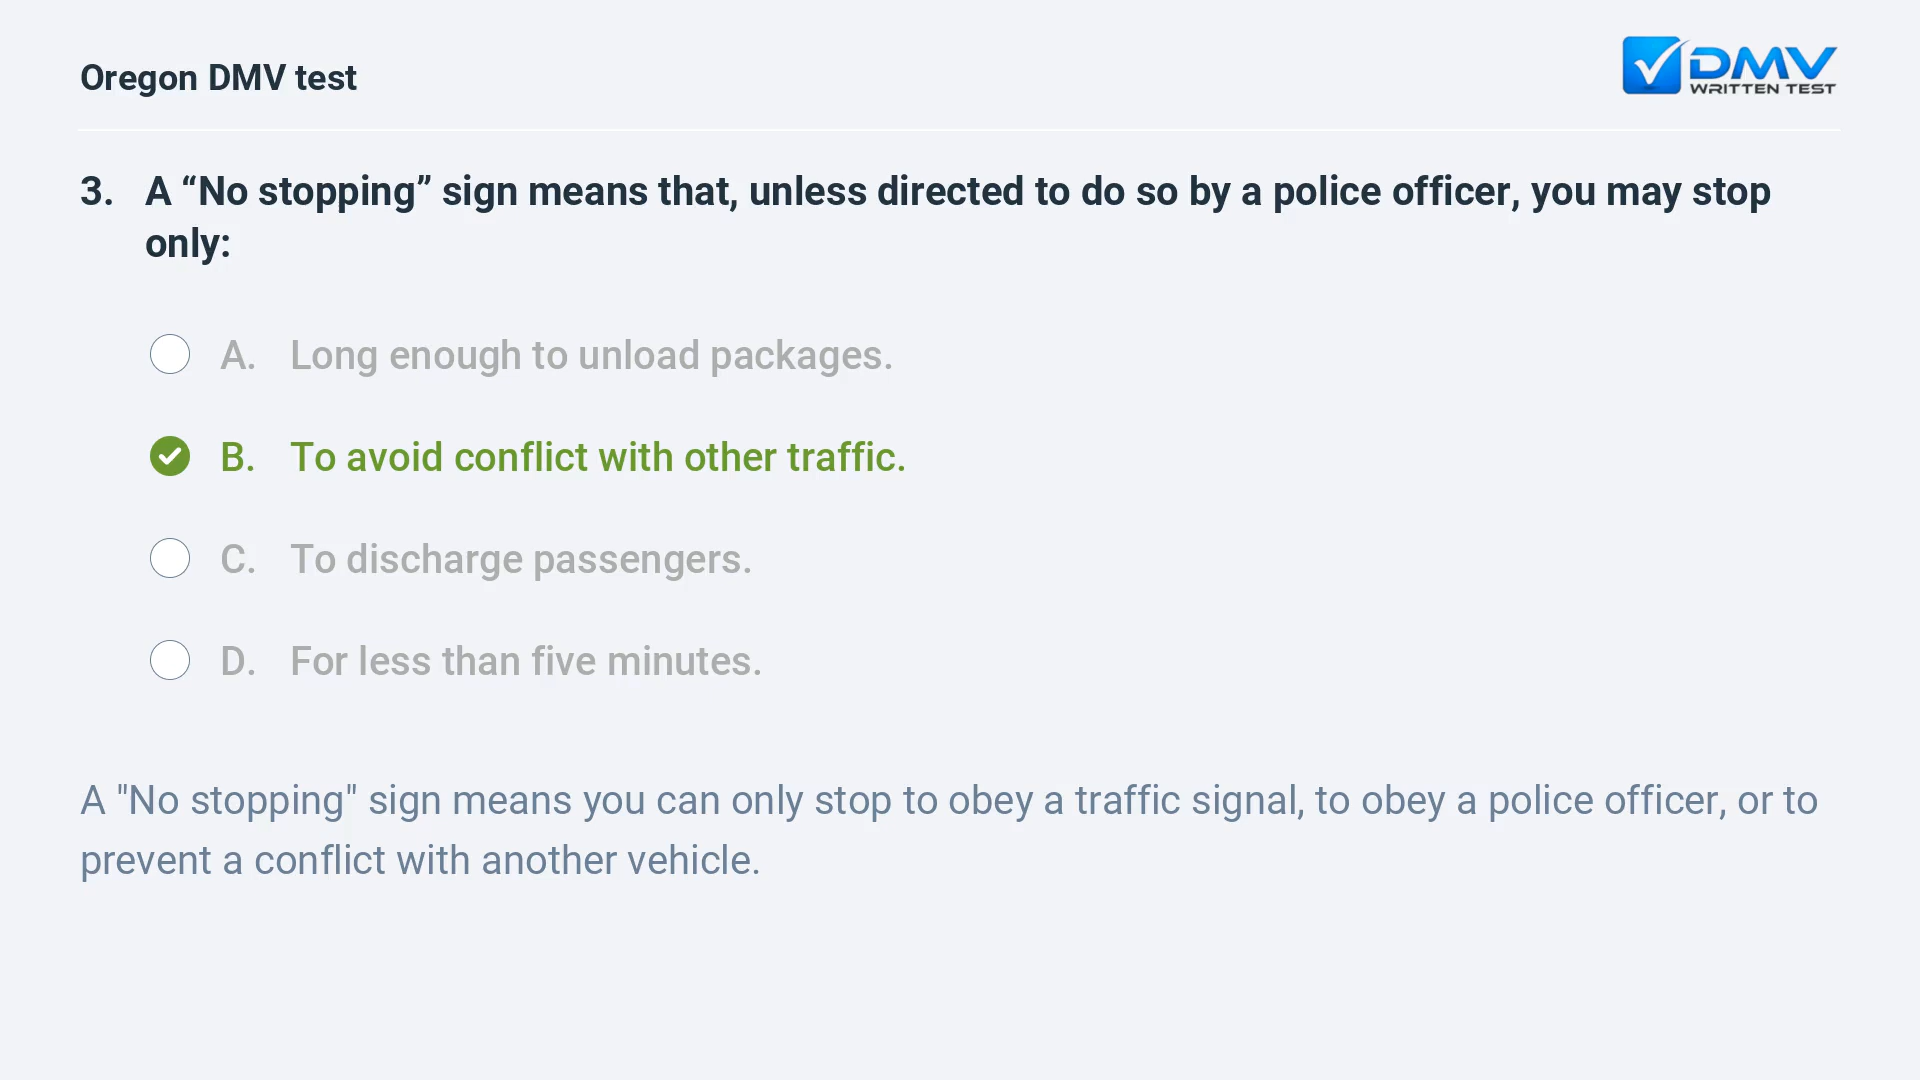 Oregon DMV test
DMV
WRITTEN TEST
3. A “No stopping” sign means that, unless directed to do so by a police officer, you may stop
only:
A. Long enough to unload packages.
B. To avoid conflict with other traffic.
C. To discharge passengers.
D. For less than five minutes.
A "No stopping" sign means you can only stop to obey a traffic signal, to obey a police officer, or to
prevent a conflict with another vehicle.